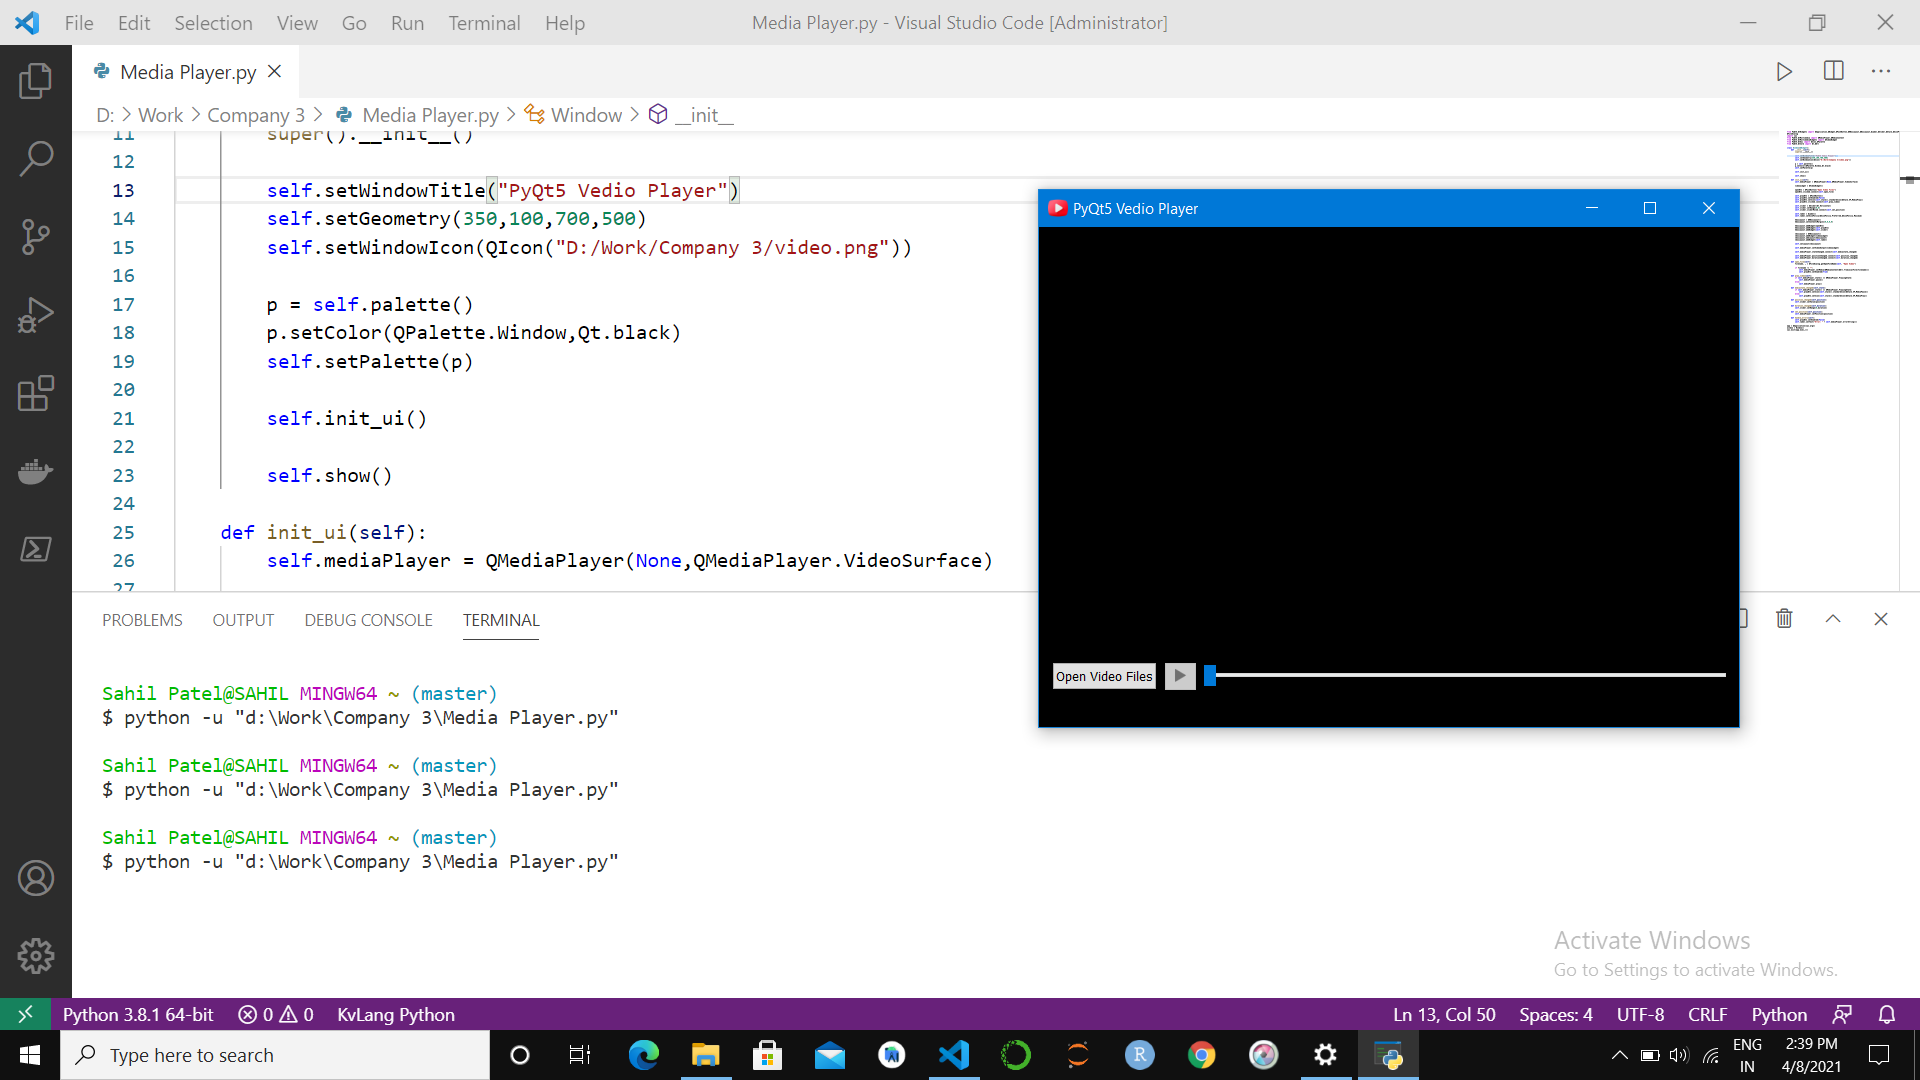 File Edit Selection View Go Run Terminal Help
Media Player.py - Visual Studio Code [Administrator]
Media Player.py
D: > Work > Company 3 > Media Player.py > Window > __init__
11 super().__init__()
12
13 self.setWindowTitle("PyQt5 Vedio Player")
14 self.setGeometry(350,100,700,500)
15 self.setWindowIcon(QIcon("D:/Work/Company 3/video.png"))
16
17 p = self.palette()
18 p.setColor(QPalette.Window,Qt.black)
19 self.setPalette(p)
20
21 self.init_ui()
22
23 self.show()
24
25 def init_ui(self):
26 self.mediaPlayer = QMediaPlayer(None,QMediaPlayer.VideoSurface)
27
PyQt5 Vedio Player
Open Video Files
PROBLEMS OUTPUT DEBUG CONSOLE TERMINAL
Sahil Patel@SAHIL MINGW64 ~ (master)
$ python -u "d:\Work\Company 3\Media Player.py"
Sahil Patel@SAHIL MINGW64 ~ (master)
$ python -u "d:\Work\Company 3\Media Player.py"
Sahil Patel@SAHIL MINGW64 ~ (master)
$ python -u "d:\Work\Company 3\Media Player.py"
Activate Windows
Go to Settings to activate Windows.
Python 3.8.1 64-bit 0 0 KvLang Python
Ln 13, Col 50 Spaces: 4 UTF-8 CRLF Python
Type here to search
R
ENG
IN
2:39 PM
4/8/2021